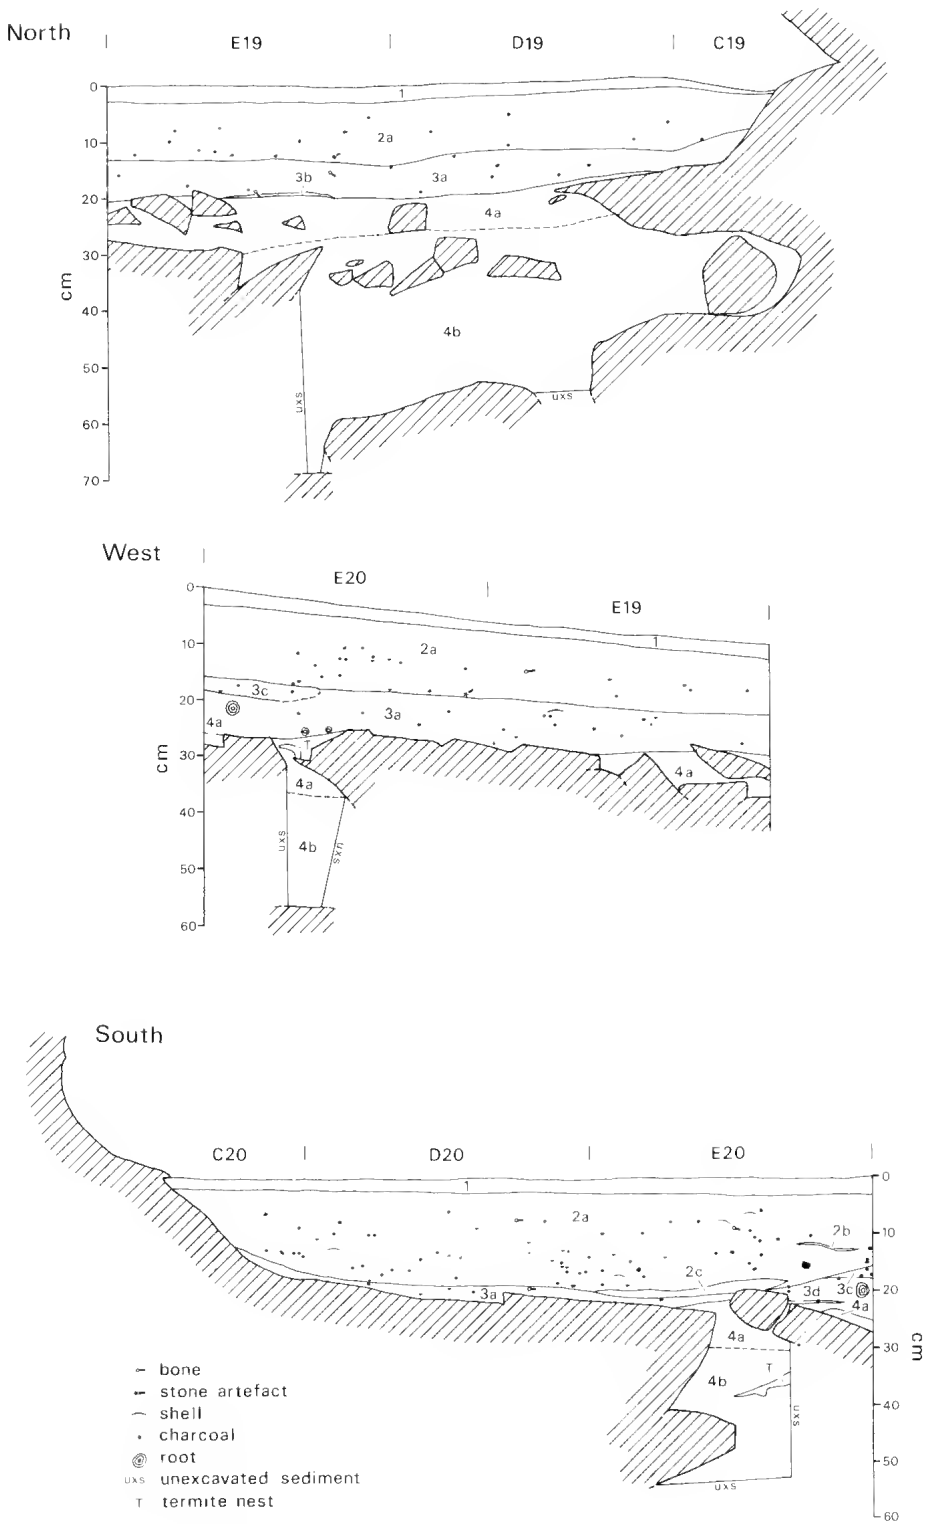 North
E19 D19 C19
0
1
10
2a
3b 3a
20
4a
30
cm
40
4b
50
uxs
uxs
60
70
West
E20
0
E19
1
10
2a
3c
20
3a
4a
T
30
cm
4a
4a
40
uxs 4b uxs
50
60
South
C20 D20 E20
0
1
2a
2b
10
2c
3a 3d 3c
20
4a
4a
30
cm
T
4b
40
uxs
50
uxs
60
bone
stone artefact
shell
charcoal
root
uxs unexcavated sediment
T termite nest